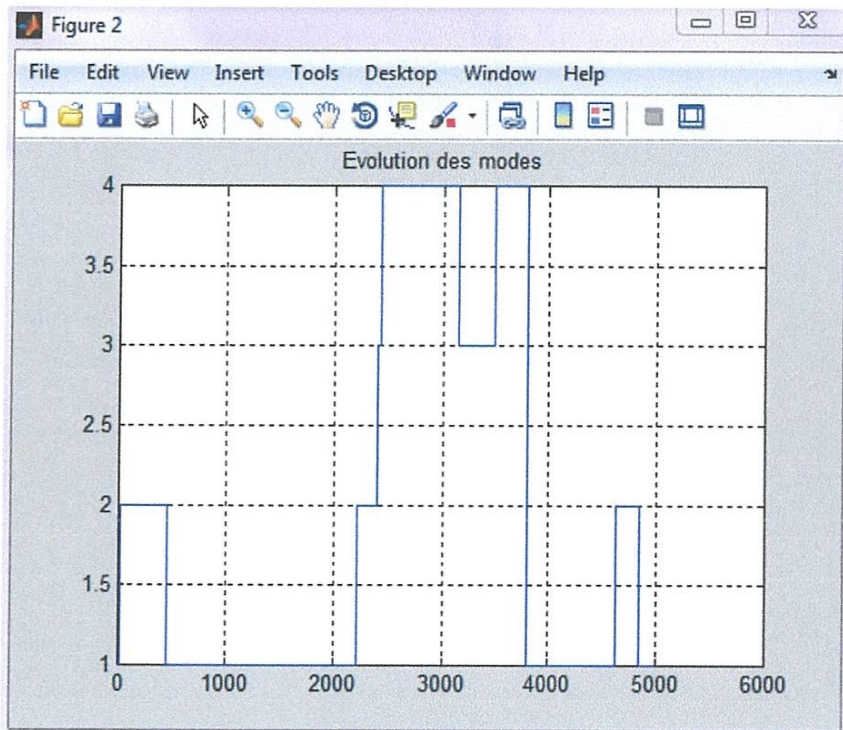 Figure 2
File Edit View Insert Tools Desktop Window Help
Evolution des modes
4
3.5
3
2.5
2
1.5
1
0 1000 2000 3000 4000 5000 6000